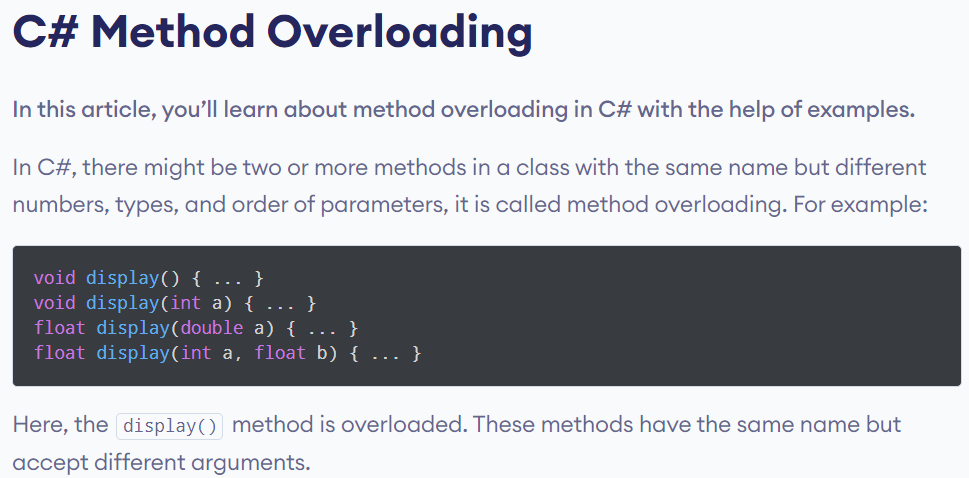 C# Method Overloading
In this article, you’ll learn about method overloading in C# with the help of examples.
In C#, there might be two or more methods in a class with the same name but different
numbers, types, and order of parameters, it is called method overloading. For example:
void display() { ... }
void display(int a) { ... }
float display(double a) { ... }
float display(int a, float b) { ... }
Here, the display() method is overloaded. These methods have the same name but
accept different arguments.